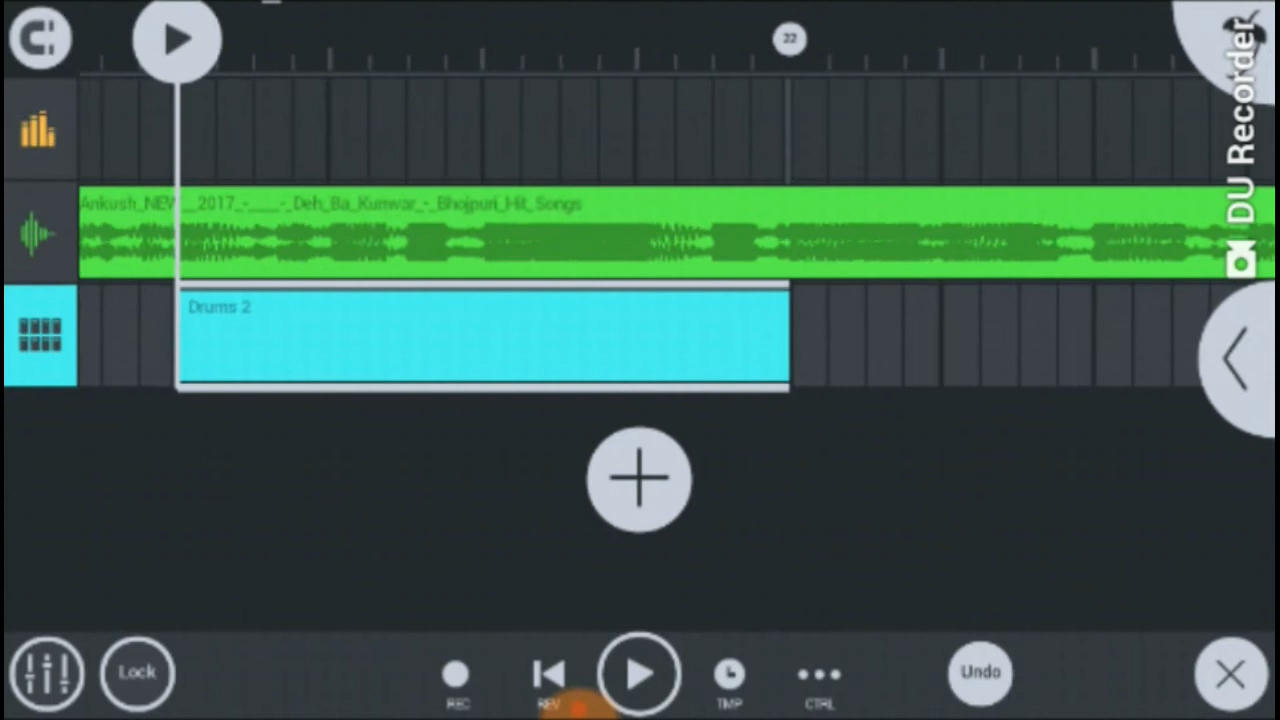 22
DU Recorder
Ankush_NEW__2017_-____-_Deh_Ba_Kunwar_-_Bhojpuri_Hit_Songs
Drums 2
Lock
REC
REV
TMP
CTRL
Undo